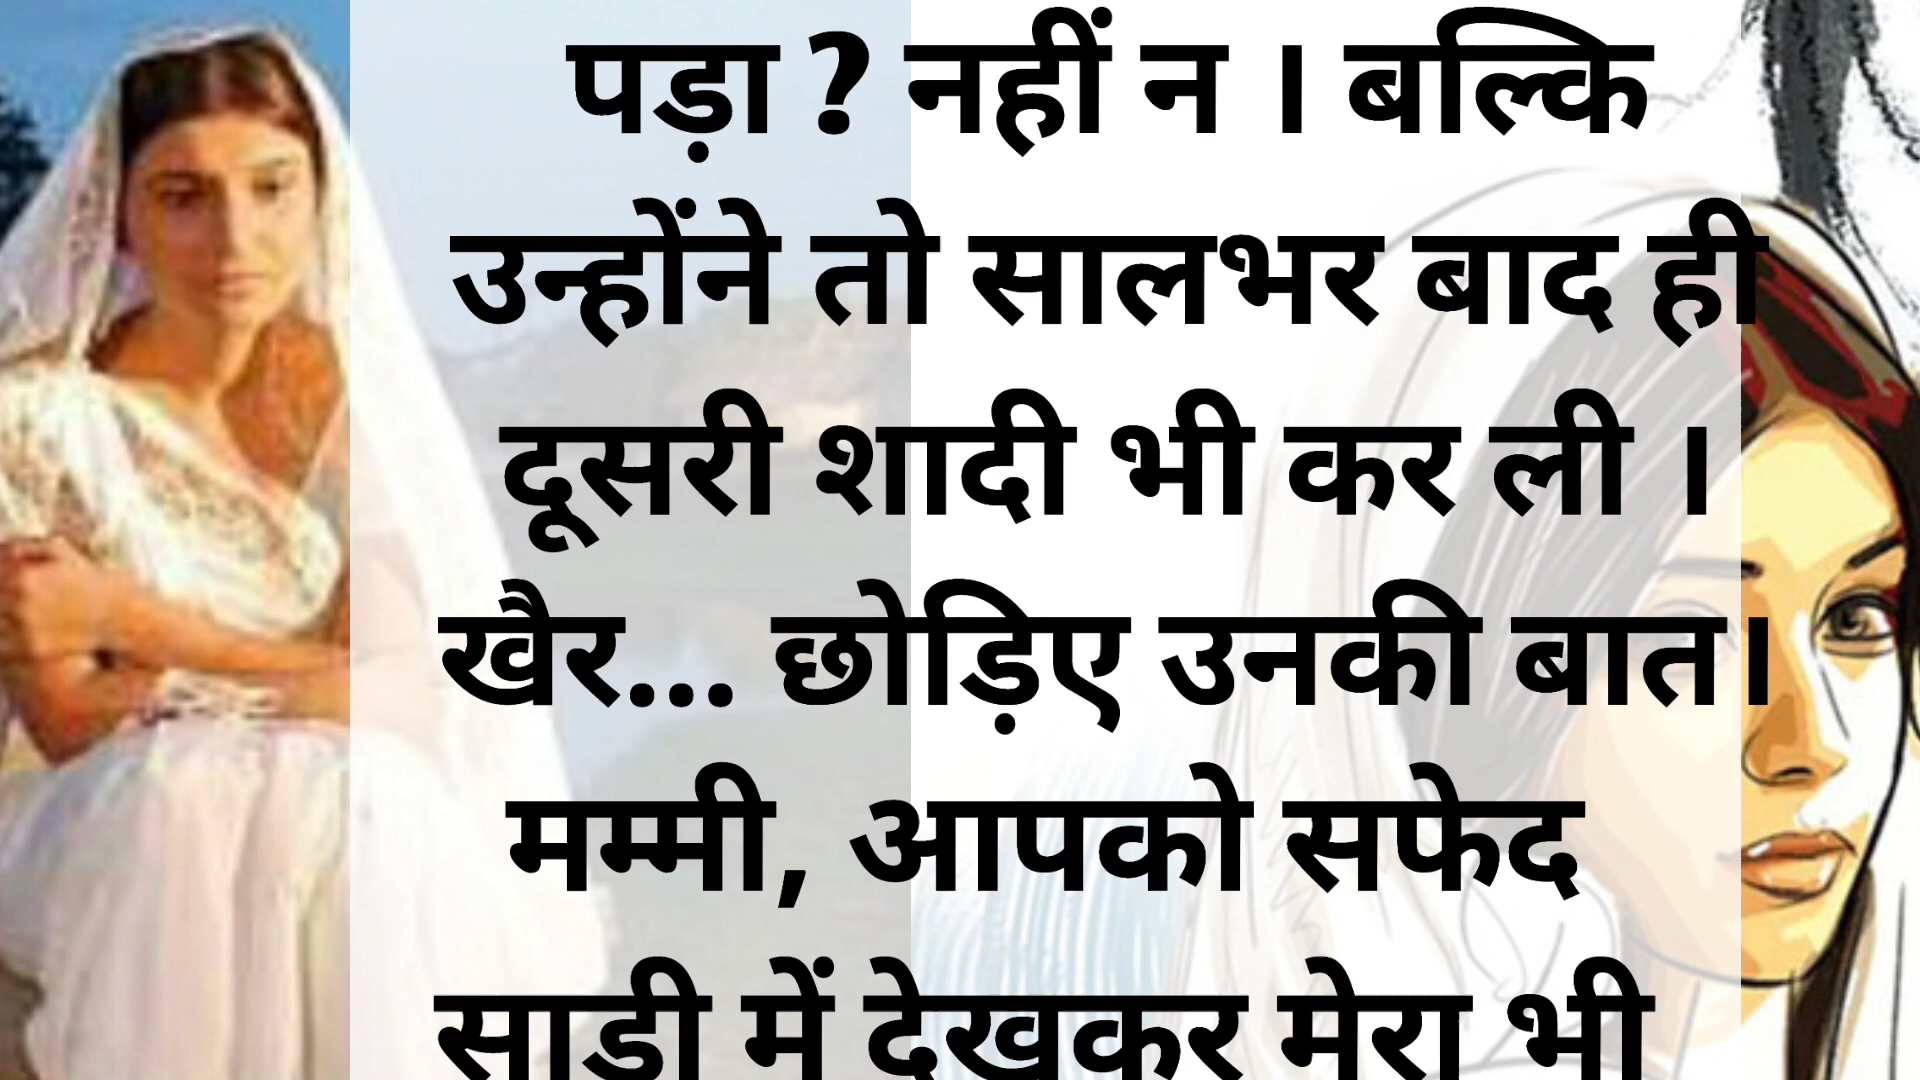 पड़ा ? नहीं न । बल्कि
उन्होंने तो सालभर बाद ही
दूसरी शादी भी कर ली ।
खैर... छोड़िए उनकी बात।
मम्मी, आपको सफेद
साड़ी में देखकर मेरा भी